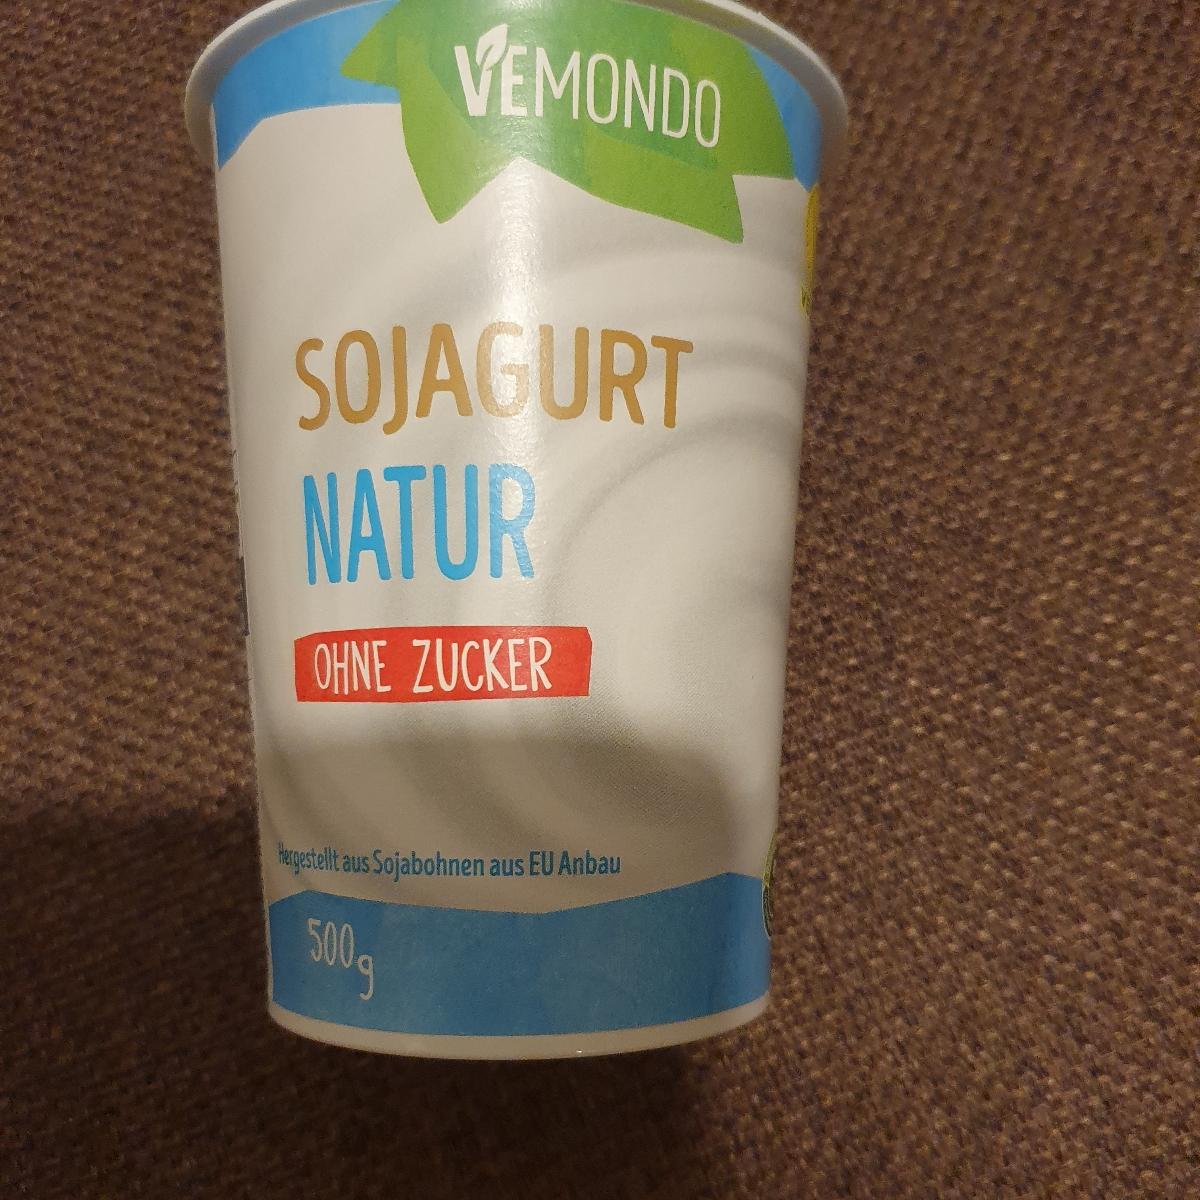 VEMONDO
SOJAGURT
NATUR
OHNE ZUCKER
Hergestellt aus Sojabohnen aus EU Anbau
500g